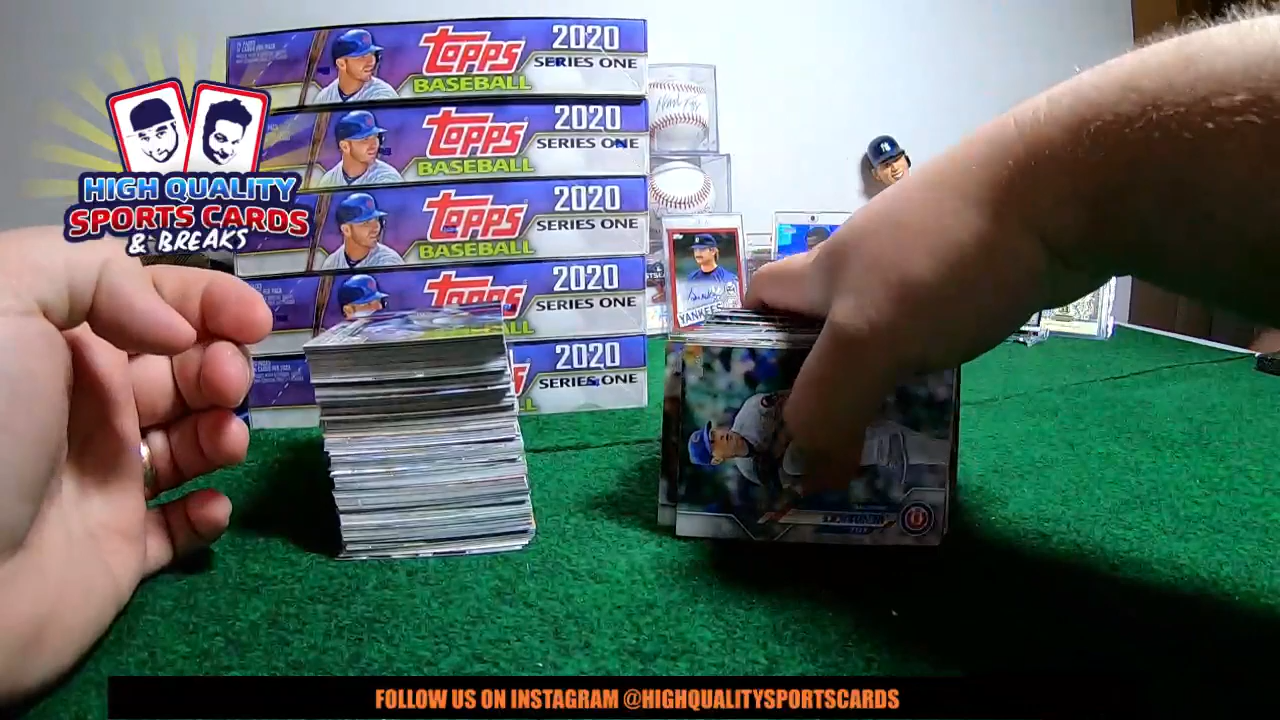 HIGH QUALITY
SPORTS CARDS
& BREAKS
TOPPS
BASEBALL
2020
SERIES ONE
TOPPS
BASEBALL
2020
SERIES ONE
TOPPS
BASEBALL
2020
SERIES ONE
TOPPS
2020
SERIES ONE
2020
SERIES ONE
YANKEES
FOLLOW US ON INSTAGRAM @HIGHQUALITYSPORTSCARDS